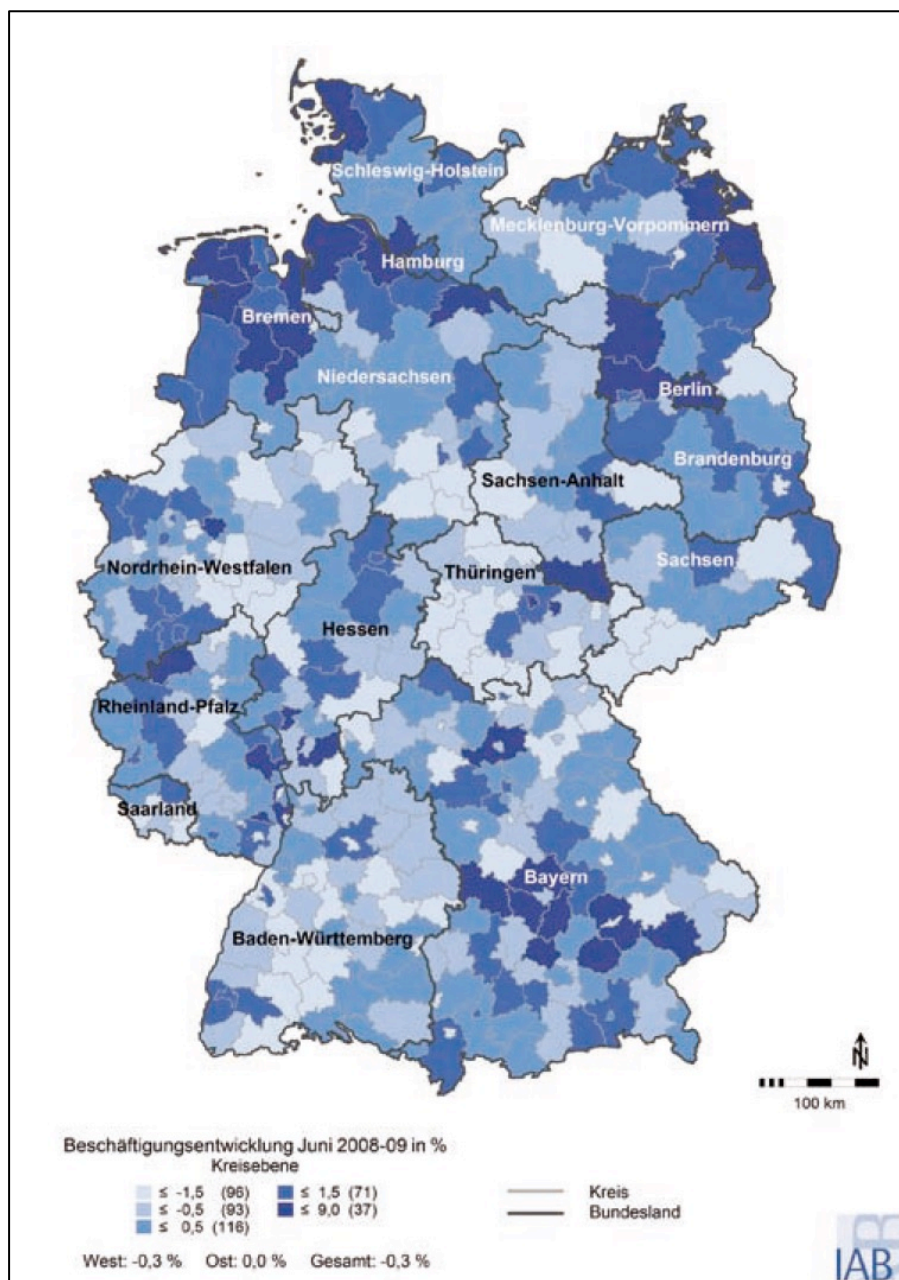 Schleswig-Holstein
Mecklenburg-Vorpommern
Hamburg
Bremen
Niedersachsen
Berlin
Brandenburg
Sachsen-Anhalt
Nordrhein-Westfalen
Thüringen
Sachsen
Hessen
Rheinland-Pfalz
Saarland
Bayern
Baden-Württemberg
N
100 km
Beschäftigungsentwicklung Juni 2008-09 in %
Kreisebene
≤ -1,5 (96) ≤ 1,5 (71)
≤ -0,5 (93) ≤ 9,0 (37)
≤ 0,5 (116)
Kreis
Bundesland
West: -0,3 % Ost: 0,0 % Gesamt: -0,3 %
IAB